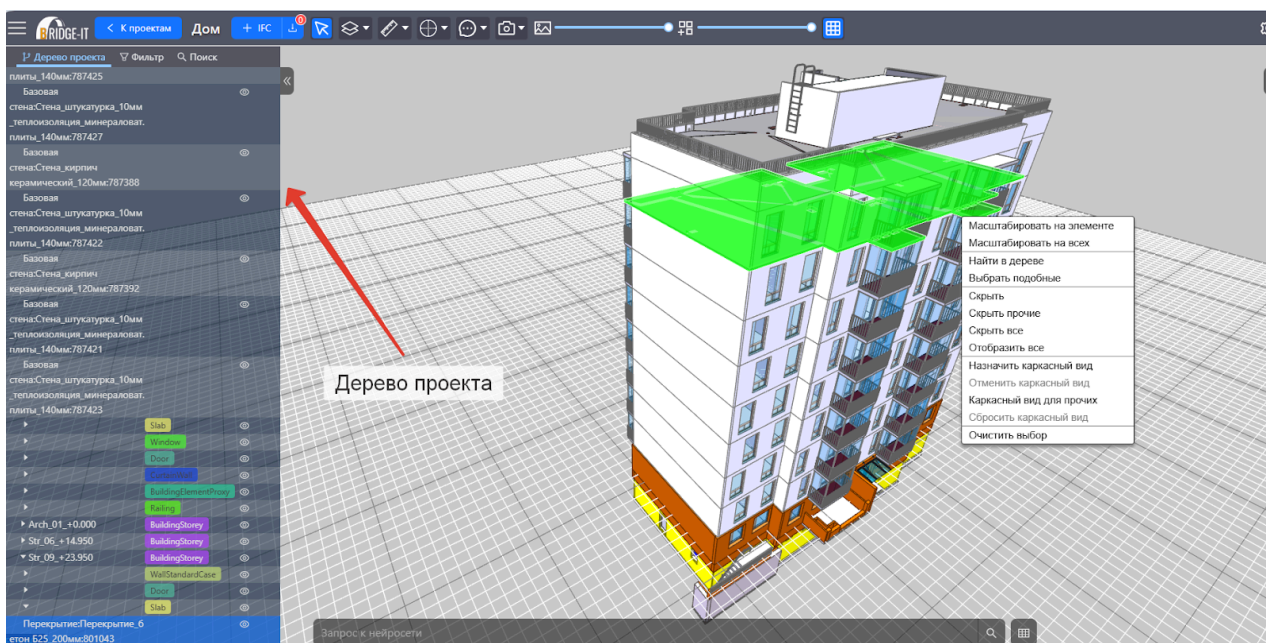 BRIDGE-IT
К проектам
Дом
+ IFC
0
Дерево проекта
Фильтр
Поиск
плиты_140мм:787425
Базовая
стена:Стена_штукатурка_10мм
_теплоизоляция_минераловат.
плиты_140мм:787427
Базовая
стена:Стена_кирпич
керамический_120мм:787388
Базовая
стена:Стена_штукатурка_10мм
_теплоизоляция_минераловат.
плиты_140мм:787422
Базовая
стена:Стена_кирпич
керамический_120мм:787392
Базовая
стена:Стена_штукатурка_10мм
_теплоизоляция_минераловат.
плиты_140мм:787421
Базовая
стена:Стена_штукатурка_10мм
_теплоизоляция_минераловат.
плиты_140мм:787423
Slab
Window
Door
BuildingElementProxy
Railing
Arch_01_+0.000 BuildingStorey
Str_06_+14.950 BuildingStorey
Str_09_+23.950 BuildingStorey
WallStandardCase
Door
Slab
Перекрытие:Перекрытие_б
етон Б25_200мм:801043
Дерево проекта
Масштабировать на элементе
Масштабировать на всех
Найти в дереве
Выбрать подобные
Скрыть
Скрыть прочие
Скрыть все
Отобразить все
Назначить каркасный вид
Отменить каркасный вид
Каркасный вид для прочих
Сбросить каркасный вид
Очистить выбор
Запрос к нейросети